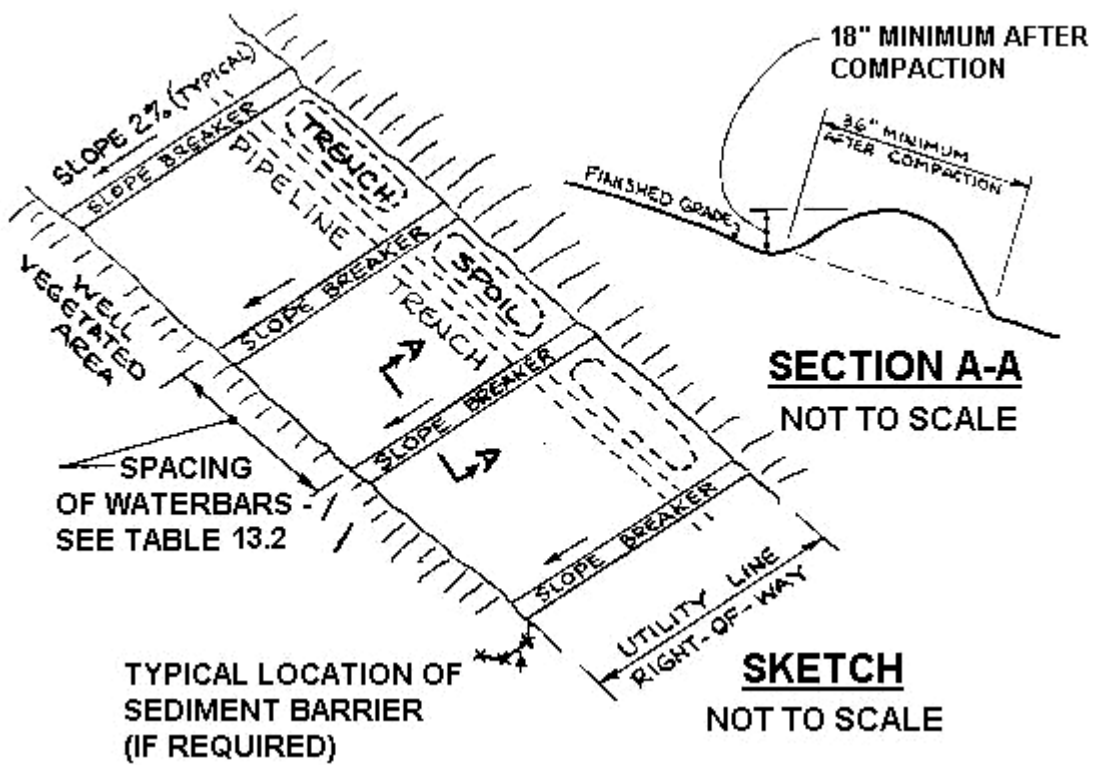 18" MINIMUM AFTER
COMPACTION
36" MINIMUM
AFTER COMPACTION
FINISHED GRADE
SECTION A-A
NOT TO SCALE
SLOPE 2% (TYPICAL)
SLOPE BREAKER
TRENCH
PIPELINE
SLOPE BREAKER
SPOIL
TRENCH
WELL
VEGETATED
AREA
A
SLOPE BREAKER
A
SPACING
OF WATERBARS -
SEE TABLE 13.2
SLOPE BREAKER
UTILITY LINE
RIGHT-OF-WAY
TYPICAL LOCATION OF
SEDIMENT BARRIER
(IF REQUIRED)
SKETCH
NOT TO SCALE